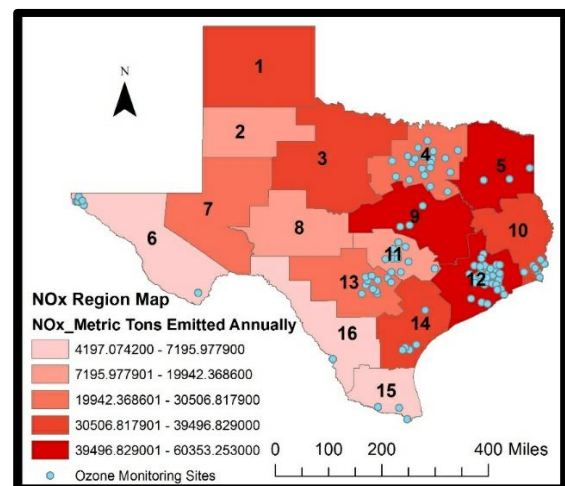 N
1
2
3
4
5
6
7
8
9
10
11
12
13
14
15
16
NOx Region Map
NOx_Metric Tons Emitted Annually
4197.074200 - 7195.977900
7195.977901 - 19942.368600
19942.368601 - 30506.817900
30506.817901 - 39496.829000
39496.829001 - 60353.253000
Ozone Monitoring Sites
0 100 200 400 Miles